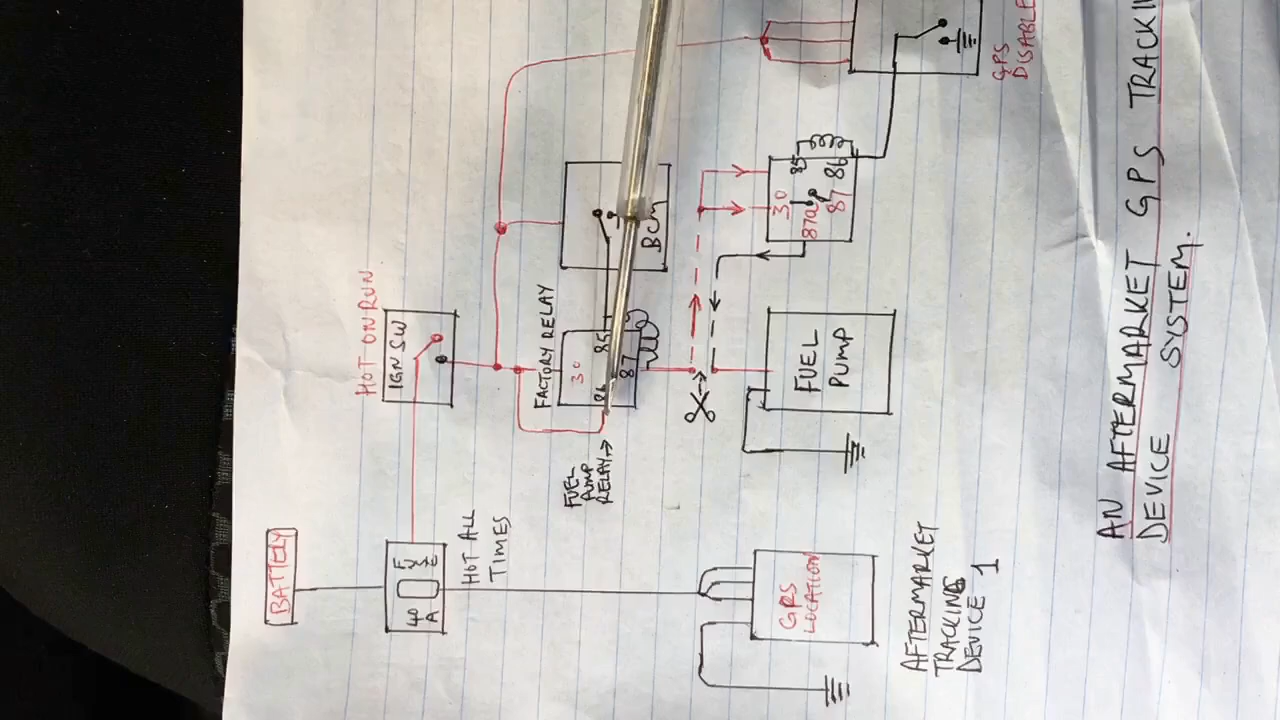 BATTELY
40
A
FUSE
HOT ALL
TIMES
HOT-ON-RUN
IGN SW
FACTORY RELAY
30
86
85
87
FUEL
PUMP
RELAY→
BCM
30
85
86
87a
87
FUEL
PUMP
GPS
LOCATION
AFTERMARKET
TRACKING
DEVICE 1
GPS
DISABLE
AN AFTERMARKET GPS TRACKI
DEVICE SYSTEM.